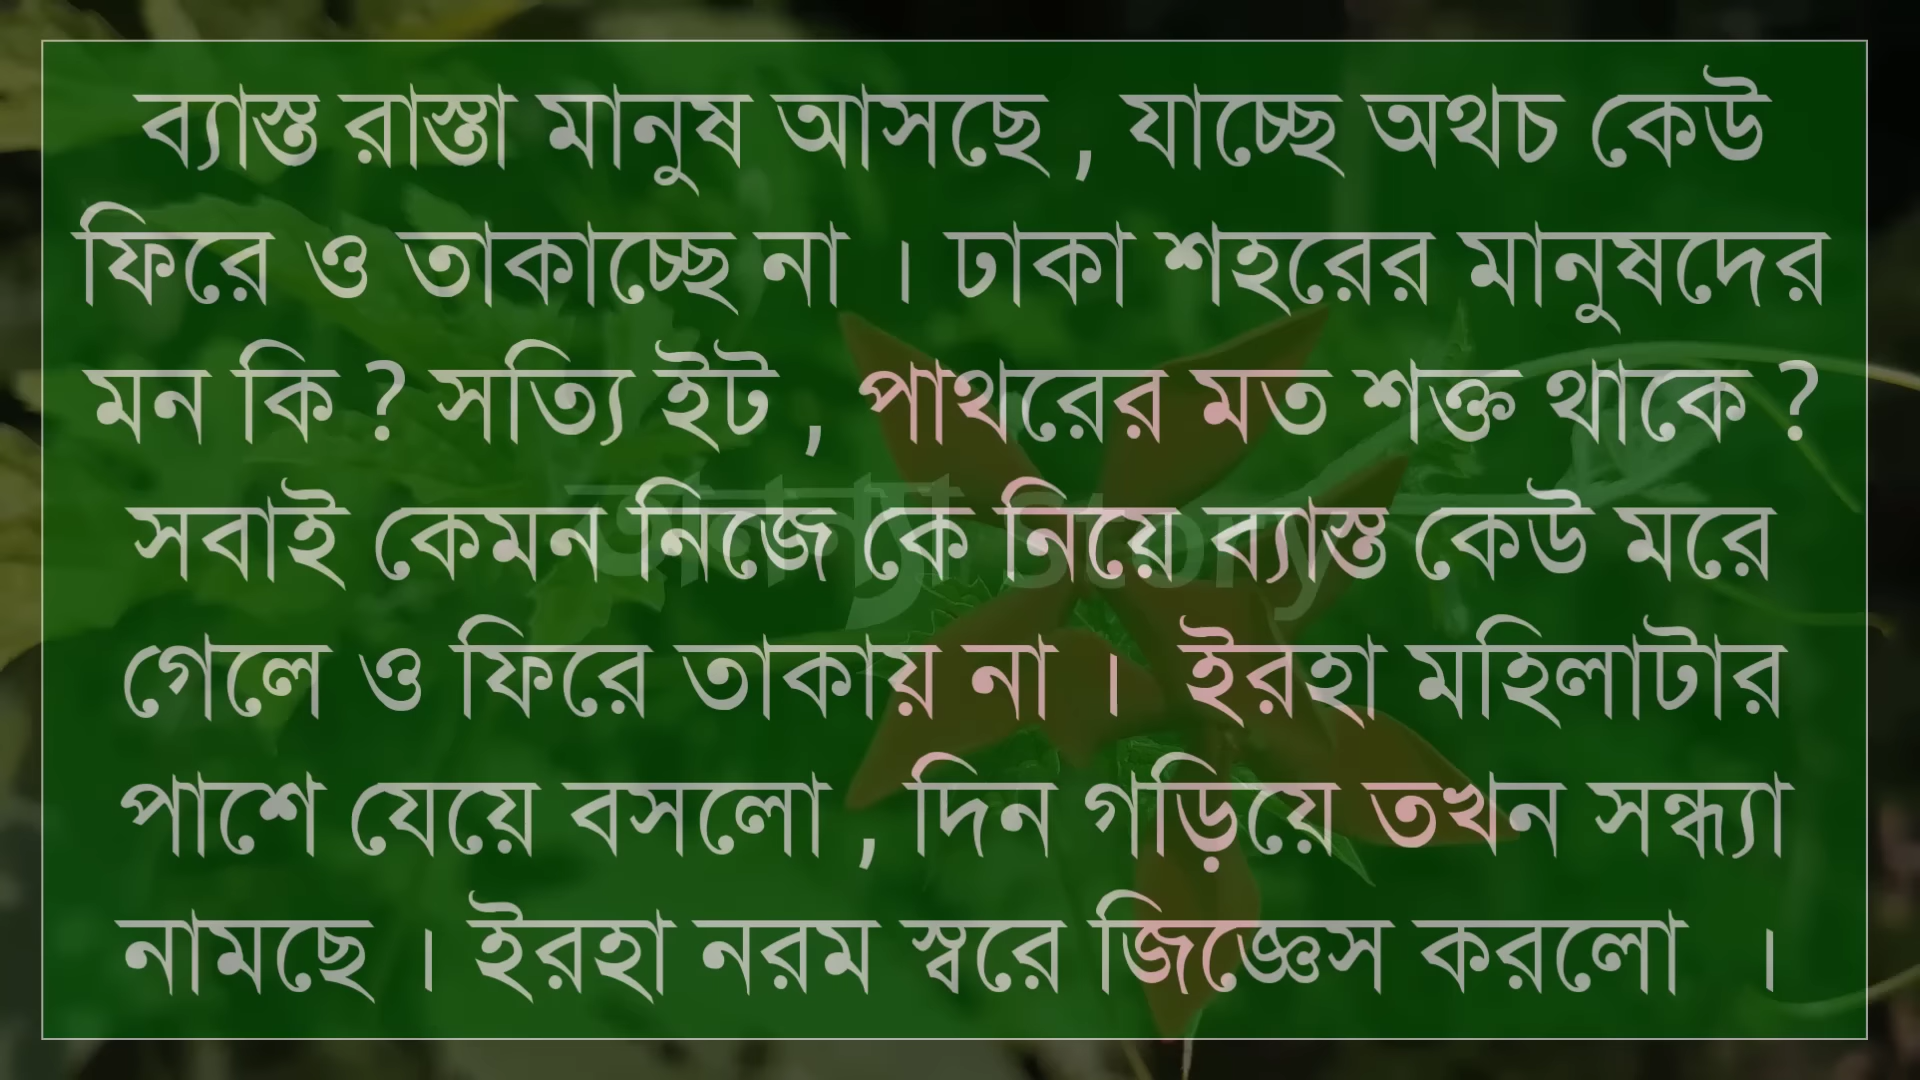 ব্যাস্ত রাস্তা মানুষ আসছে , যাচ্ছে অথচ কেউ
ফিরে ও তাকাচ্ছে না । ঢাকা শহরের মানুষদের
মন কি ? সত্যি ইট , পাথরের মত শক্ত থাকে ?
সবাই কেমন নিজে কে নিয়ে ব্যাস্ত কেউ মরে
গেলে ও ফিরে তাকায় না । ইরহা মহিলাটার
পাশে যেয়ে বসলো , দিন গড়িয়ে তখন সন্ধ্যা
নামছে । ইরহা নরম স্বরে জিজ্ঞেস করলো ।
Story